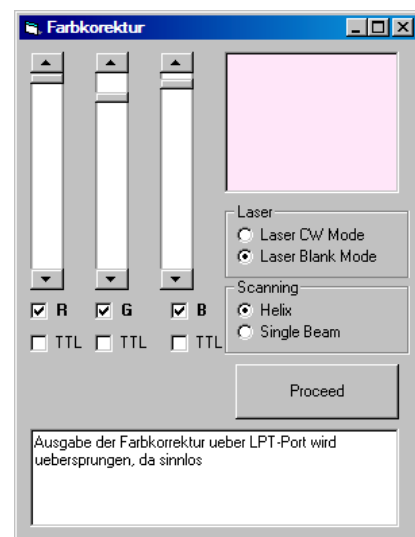 Farbkorektur
Laser
Laser CW Mode
Laser Blank Mode
R G B
Scanning
Helix
TTL TTL TTL
Single Beam
Proceed
Ausgabe der Farbkorrektur ueber LPT-Port wird
uebersprungen, da sinnlos